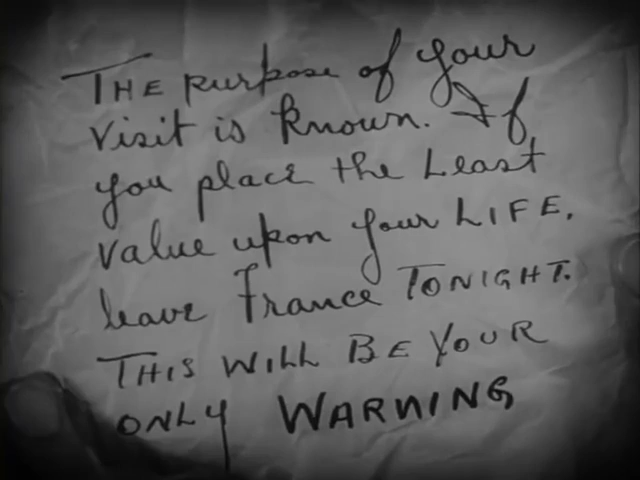 THE purpose of your
visit is known. If
you place the Least
value upon your LIFE,
leave France TONIGHT.
THIS WILL BE YOUR
ONLY WARNING